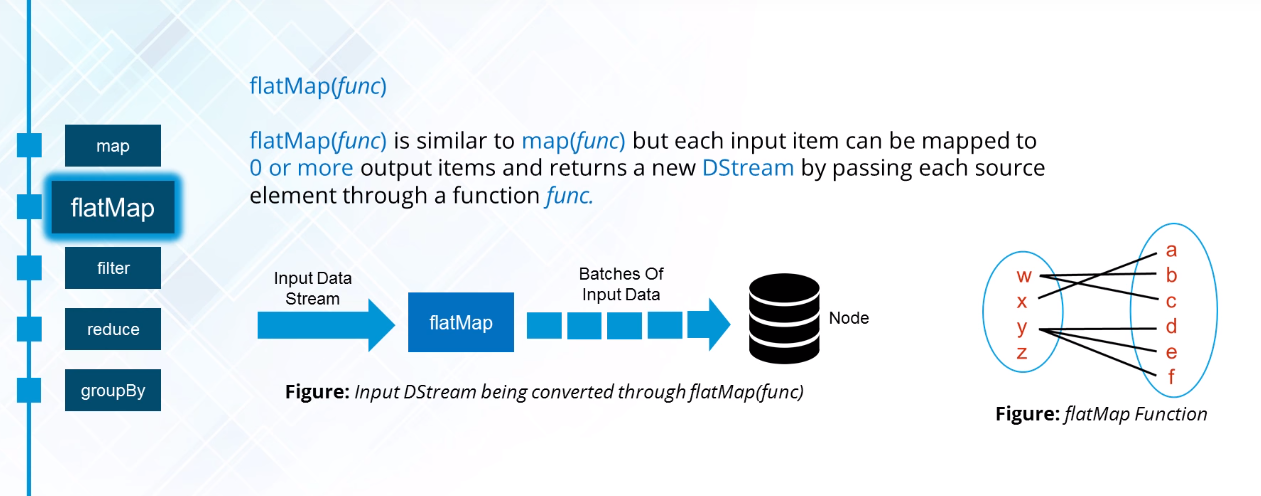 map
flatMap
filter
reduce
groupBy
flatMap(func)
flatMap(func) is similar to map(func) but each input item can be mapped to
0 or more output items and returns a new DStream by passing each source
element through a function func.
Input Data
Stream
flatMap
Batches Of
Input Data
Node
Figure: Input DStream being converted through flatMap(func)
w
x
y
z
a
b
c
d
e
f
Figure: flatMap Function